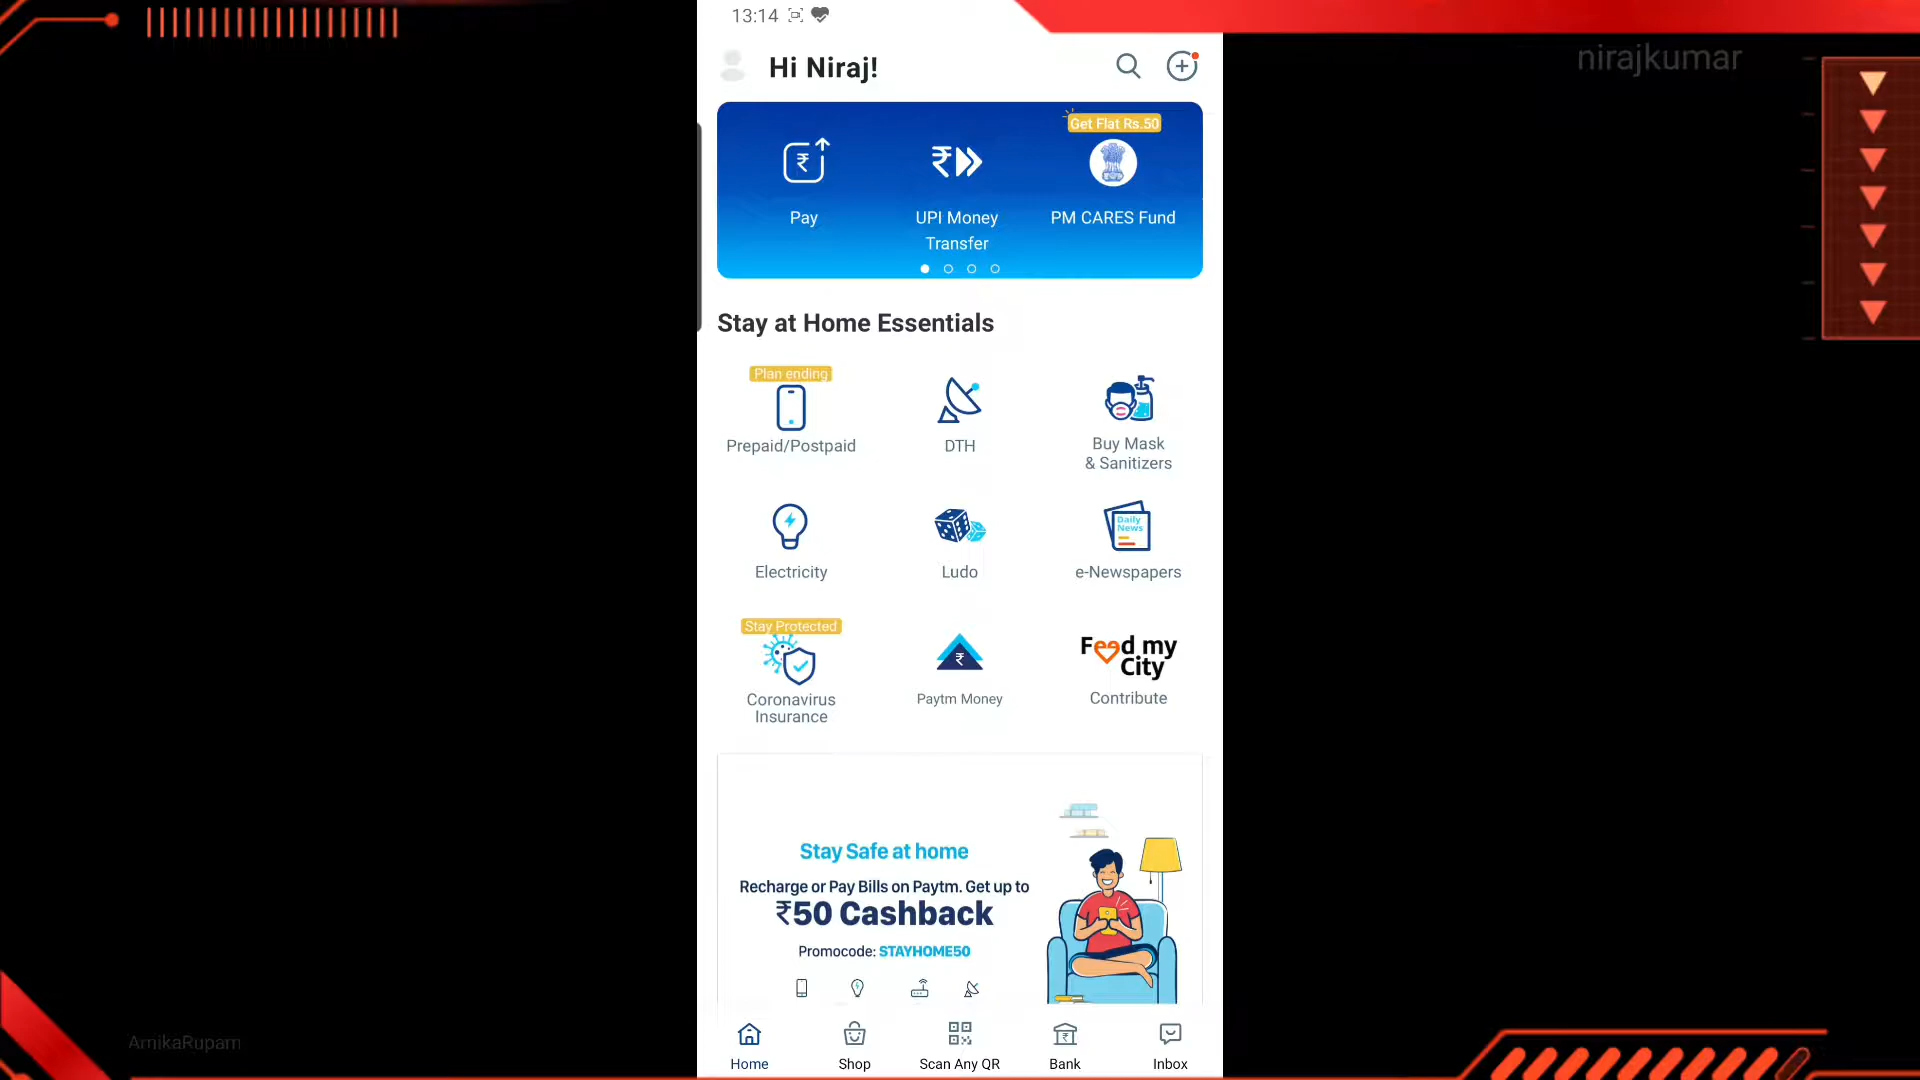 13:14
Hi Niraj!
nirajkumar
Get Flat Rs.50
Pay
UPI Money
Transfer
PM CARES Fund
Stay at Home Essentials
Plan ending
Prepaid/Postpaid
DTH
Buy Mask
& Sanitizers
Daily
News
Electricity
Ludo
e-Newspapers
Stay Protected
Coronavirus
Insurance
Paytm Money
Feed my
City
Contribute
Stay Safe at home
Recharge or Pay Bills on Paytm. Get up to
₹50 Cashback
Promocode: STAYHOME50
AmikaRupam
Home
Shop
Scan Any QR
Bank
Inbox